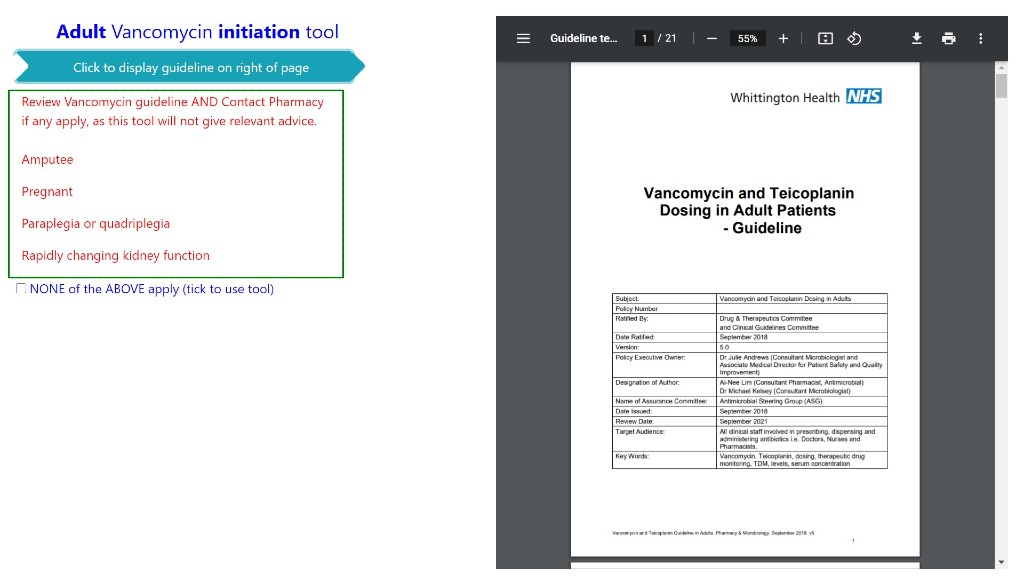 Adult Vancomycin initiation tool
Click to display guideline on right of page
Review Vancomycin guideline AND Contact Pharmacy
if any apply, as this tool will not give relevant advice.
Amputee
Pregnant
Paraplegia or quadriplegia
Rapidly changing kidney function
NONE of the ABOVE apply (tick to use tool)
Guideline te... 1 / 21 55%
Whittington Health NHS
Vancomycin and Teicoplanin
Dosing in Adult Patients
- Guideline
Subject: Vancomycin and Teicoplanin Dosing in Adults
Policy Number
Ratified By: Drug & Therapeutics Committee
and Clinical Guidelines Committee
Date Ratified: September 2018
Version: 5.0
Policy Executive Owner: Dr Julie Andrews (Consultant Microbiologist and
Associate Medical Director for Patient Safety and Quality
Improvement)
Designation of Author: Ai-Nee Lim (Consultant Pharmacist, Antimicrobial)
Dr Michael Kelsey (Consultant Microbiologist)
Name of Assurance Committee: Antimicrobial Steering Group (ASG)
Date Issued: September 2018
Review Date: September 2021
Target Audience: All clinical staff involved in prescribing, dispensing and
administering antibiotics i.e. Doctors, Nurses and
Pharmacists.
Key Words: Vancomycin, Teicoplanin, dosing, therapeutic drug
monitoring, TDM, levels, serum concentration
Vancomycin and Teicoplanin Guideline in Adults. Pharmacy & Microbiology. September 2018. v5
1